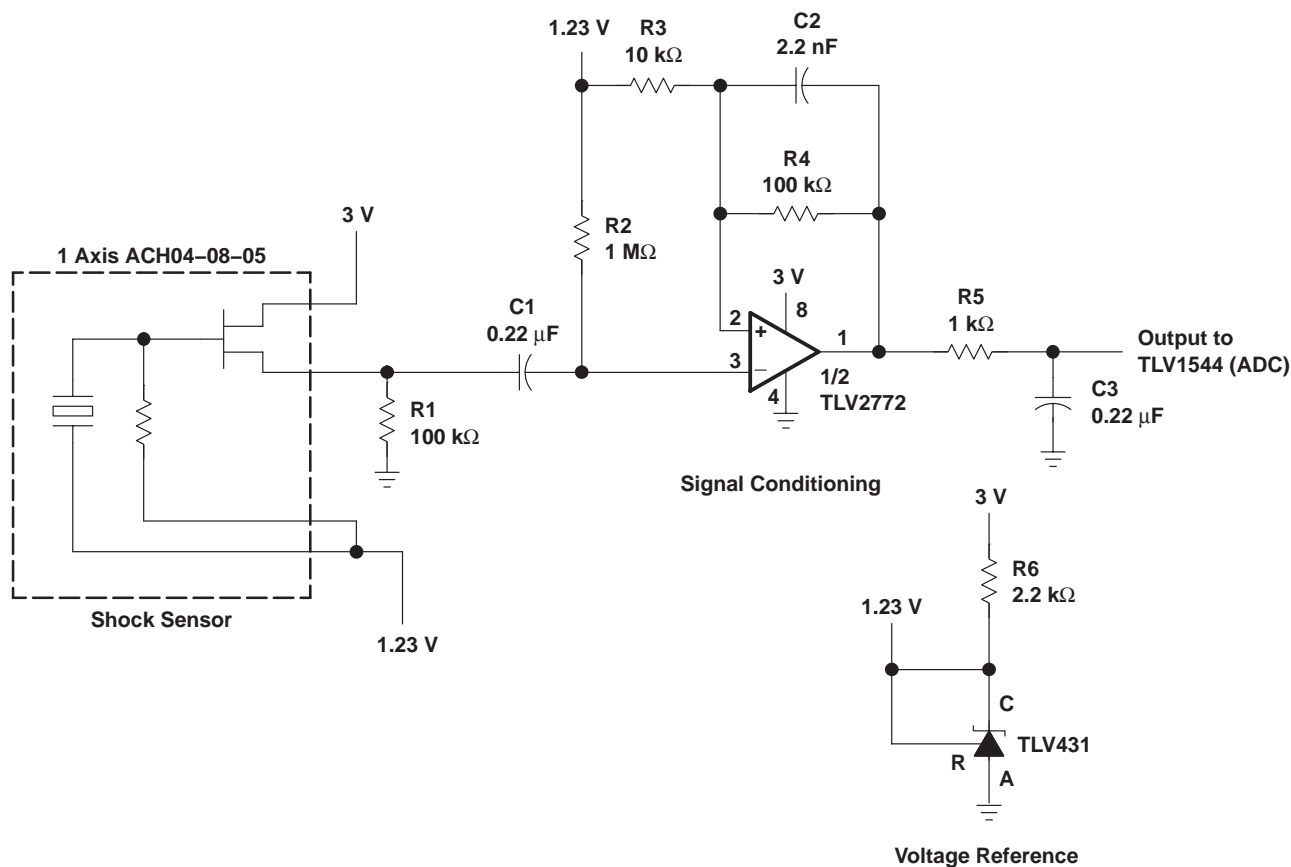 1.23 V
R3
10 kΩ
C2
2.2 nF
R4
100 kΩ
3 V
R2
1 MΩ
1 Axis ACH04–08–05
C1
0.22 μF
3 V
8
2
+
3
–
4
1
1/2
TLV2772
R5
1 kΩ
Output to
TLV1544 (ADC)
C3
0.22 μF
R1
100 kΩ
Signal Conditioning
Shock Sensor
1.23 V
3 V
R6
2.2 kΩ
1.23 V
C
TLV431
R
A
Voltage Reference